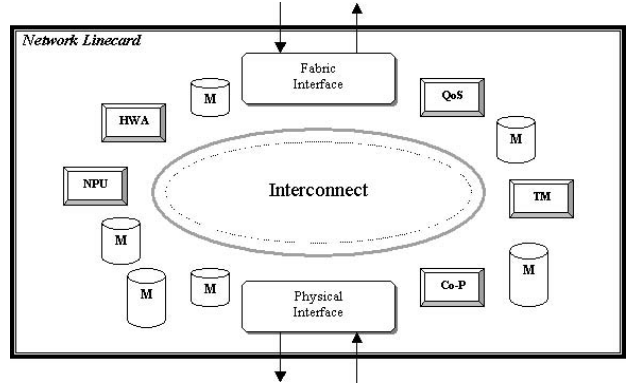 Network Linecard
Fabric
Interface
M
QoS
HWA
M
NPU
Interconnect
TM
M
M
M
M
Co-P
Physical
Interface